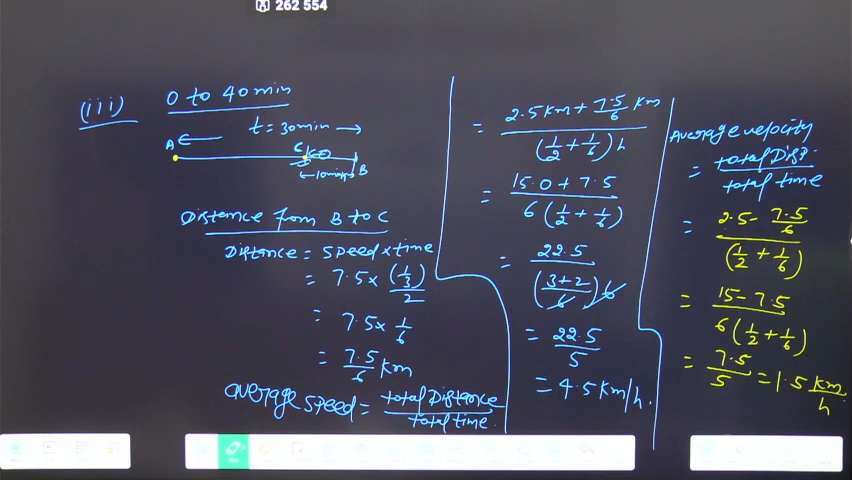 262 554
(iii) 0 to 40min
t = 30min
A C B
10min
Distance from B to C
Distance = Speed × time
= 7.5 × (1/3)/2
= 7.5 × 1/6
= 7.5/6 km
average speed = total Distance / total time
= (2.5 km + 7.5/6 km) / (1/2 + 1/6) h
= (15.0 + 7.5) / 6(1/2 + 1/6)
= 22.5 / ((3+2)/6)6
= 22.5/5
= 4.5 km/h.
Average velocity
= total Disp. / total time
= (2.5 - 7.5/6) / (1/2 + 1/6)
= (15 - 7.5) / 6(1/2 + 1/6)
= 7.5/5 = 1.5 km/h